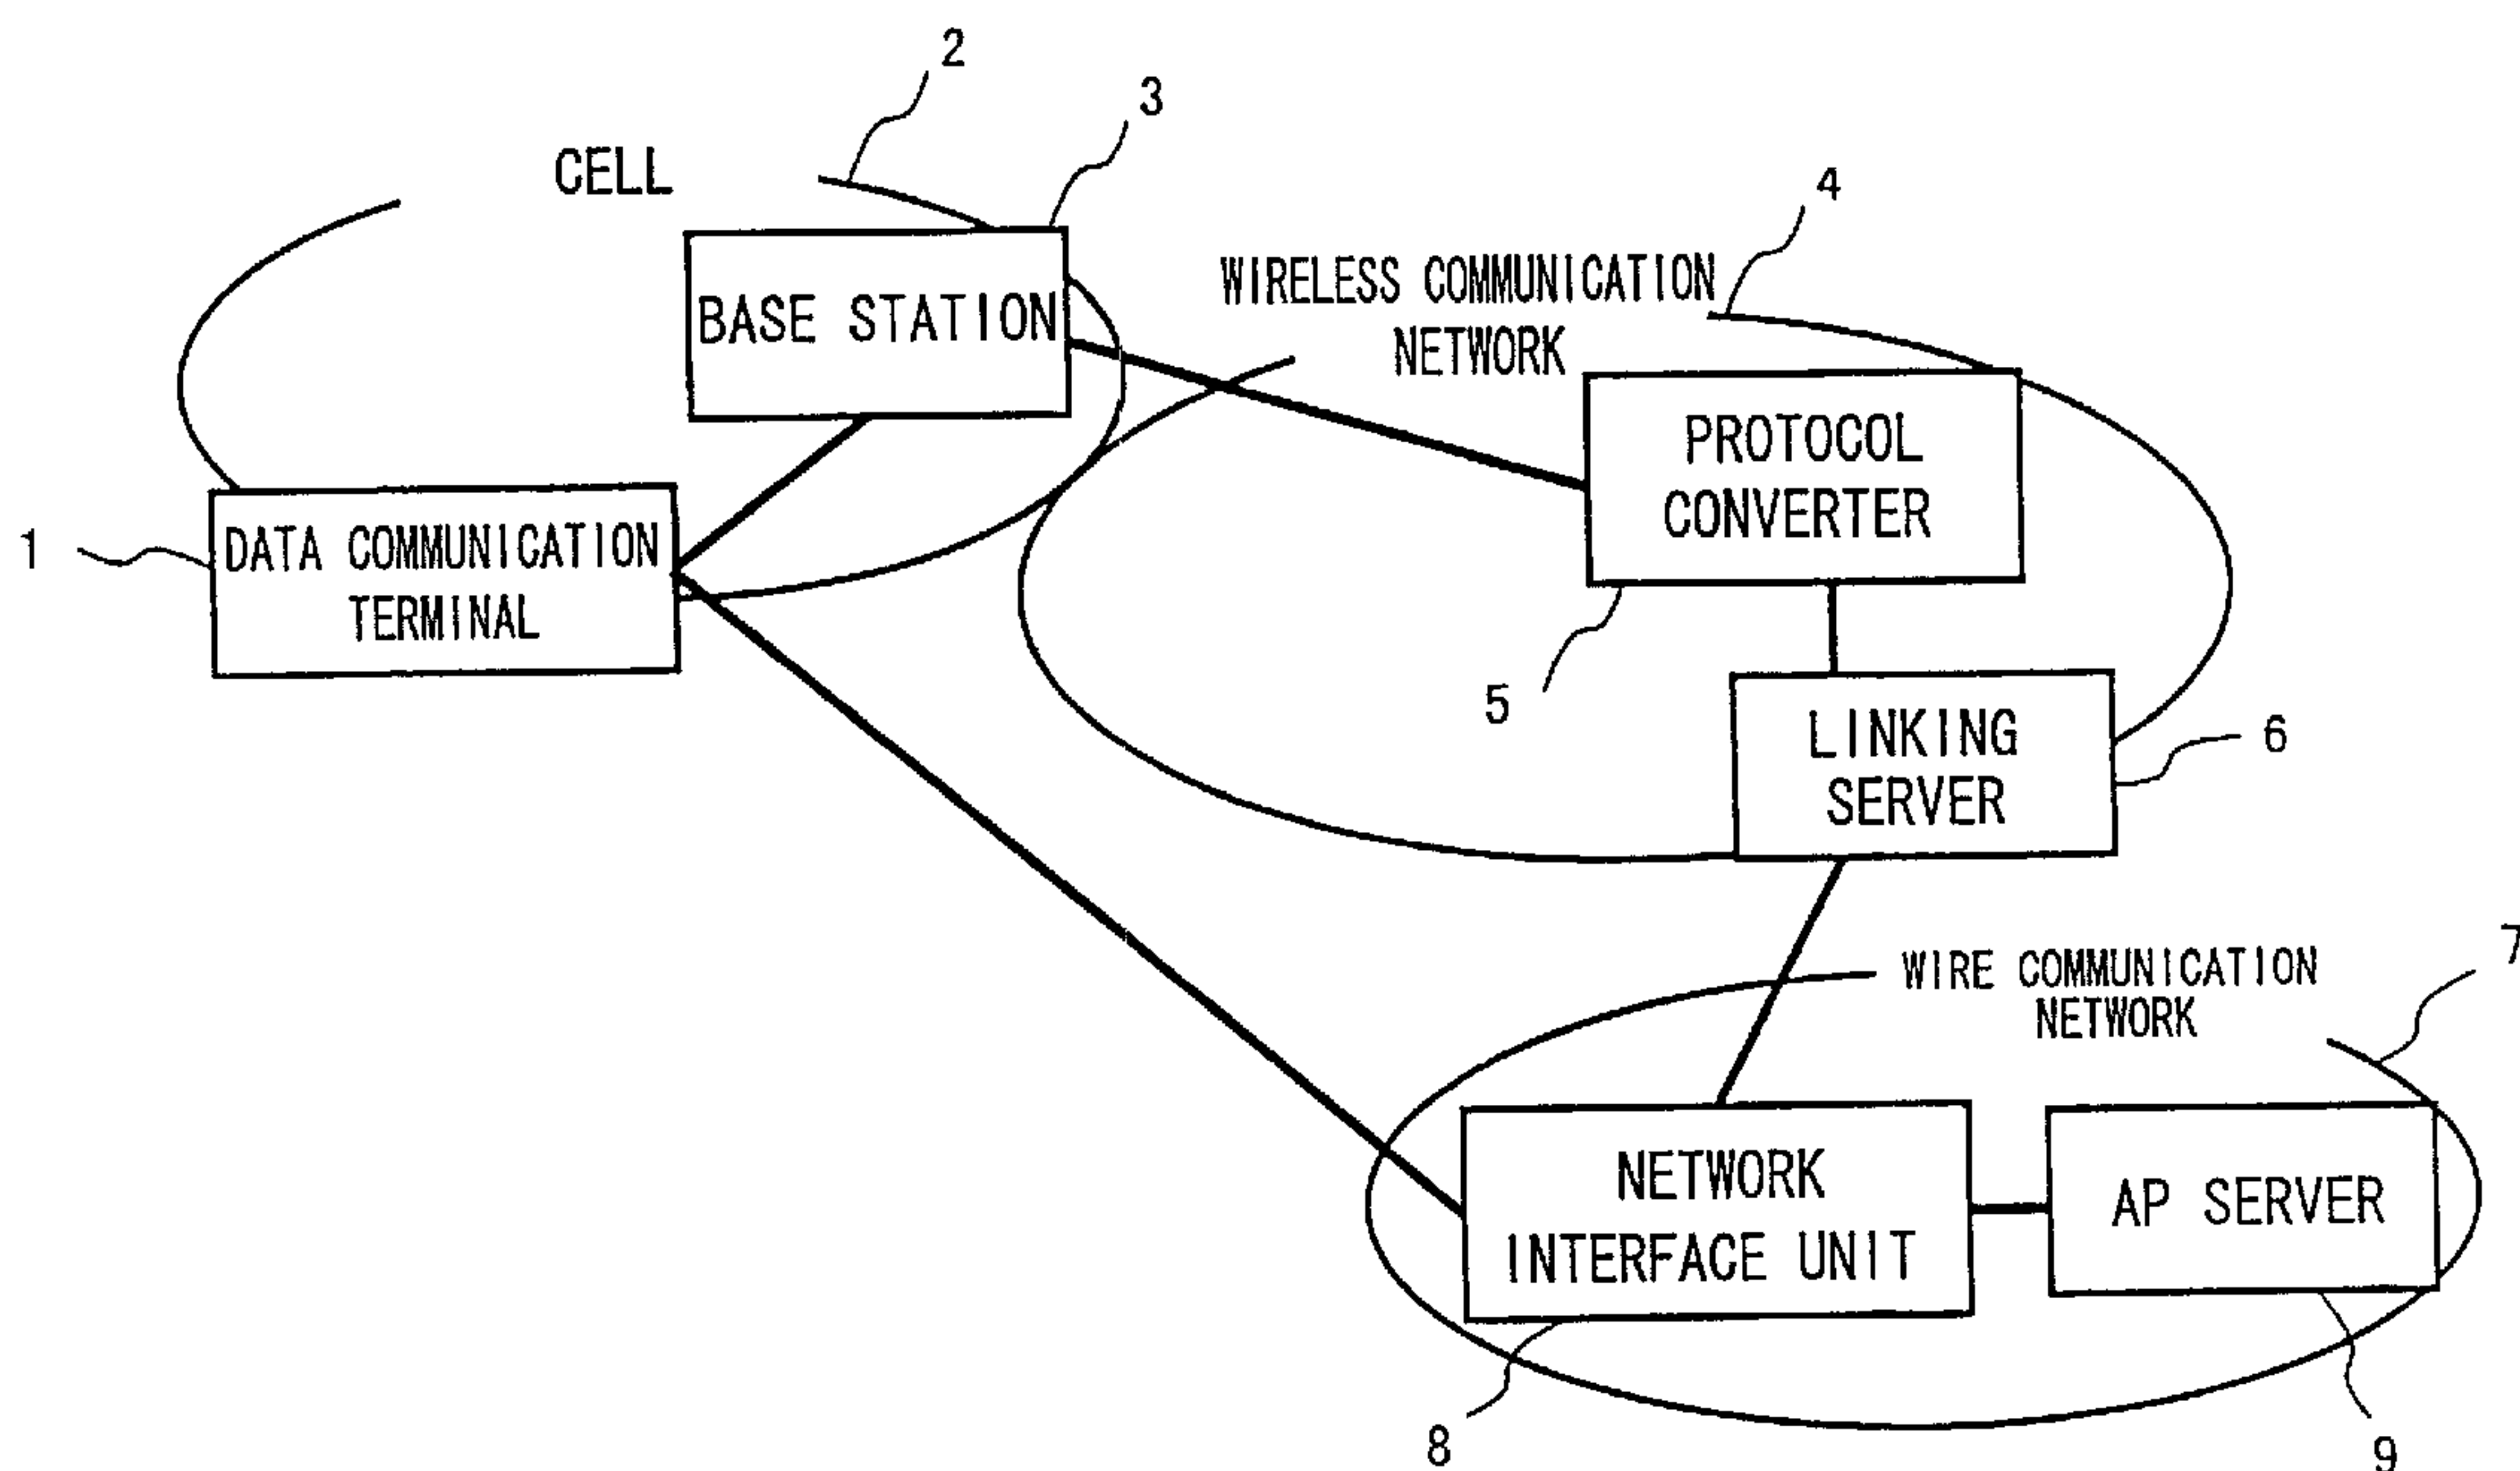 2
3
CELL
4
BASE STATION
WIRELESS COMMUNICATION
NETWORK
PROTOCOL
CONVERTER
1
DATA COMMUNICATION
TERMINAL
5
LINKING
SERVER
6
7
WIRE COMMUNICATION
NETWORK
NETWORK
INTERFACE UNIT
AP SERVER
8
9